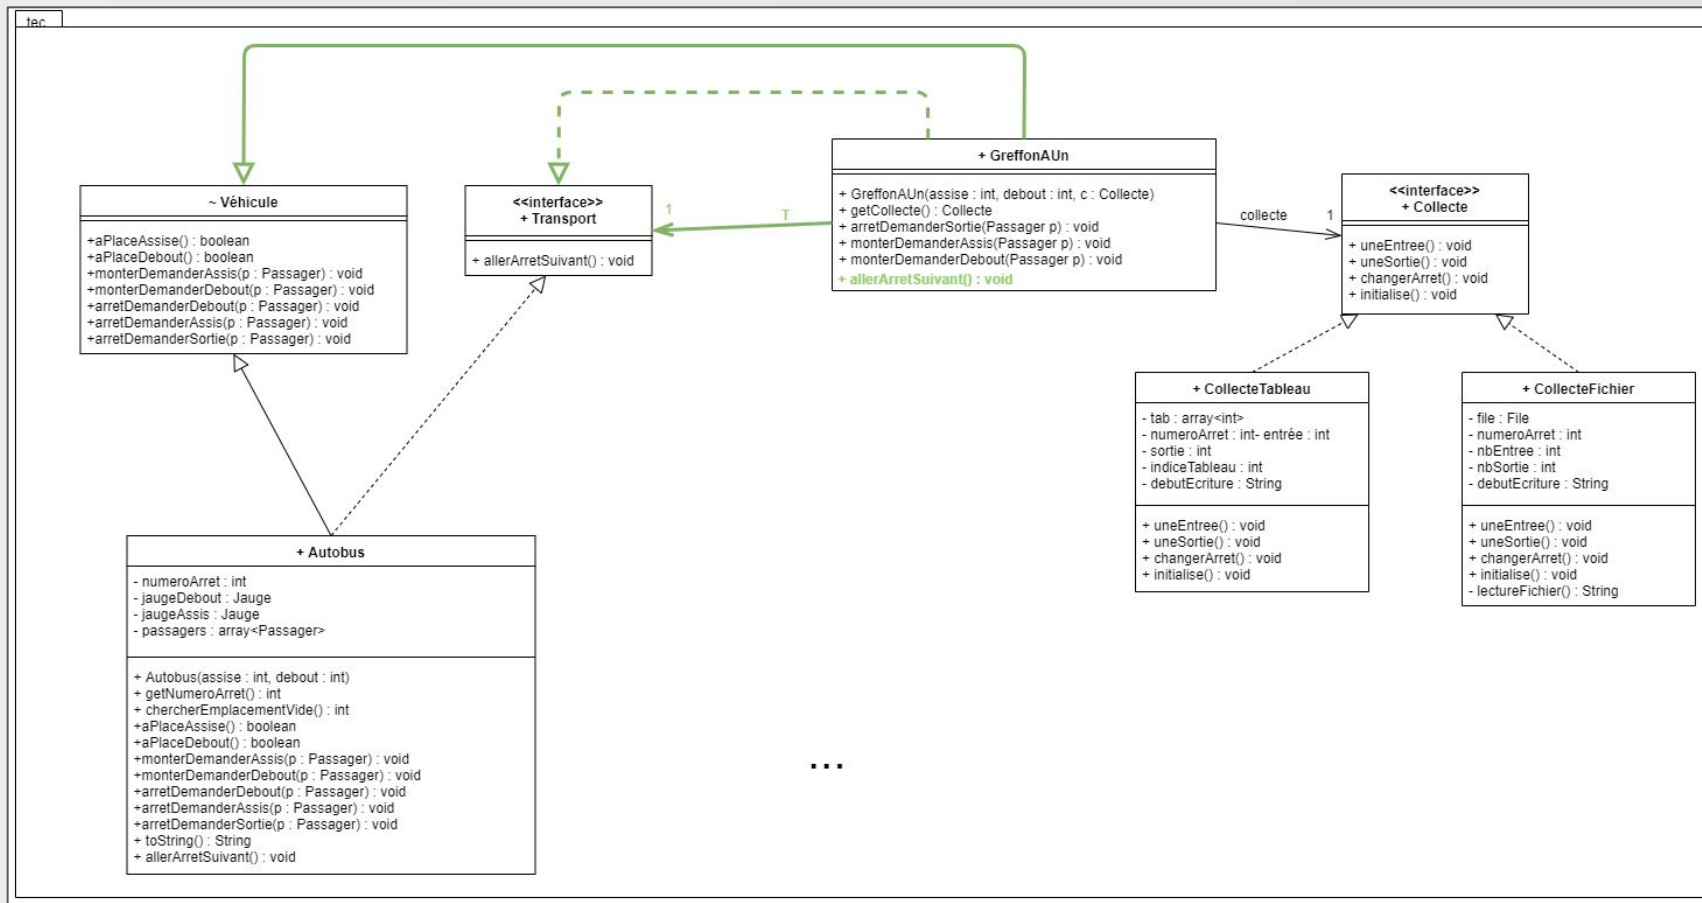 tec
~ Véhicule
+aPlaceAssise() : boolean
+aPlaceDebout() : boolean
+monterDemanderAssis(p : Passager) : void
+monterDemanderDebout(p : Passager) : void
+arretDemanderDebout(p : Passager) : void
+arretDemanderAssis(p : Passager) : void
+arretDemanderSortie(p : Passager) : void
<<interface>>
+ Transport
+ allerArretSuivant() : void
1
T
+ GreffonAUn
+ GreffonAUn(assise : int, debout : int, c : Collecte)
+ getCollecte() : Collecte
+ arretDemanderSortie(Passager p) : void
+ monterDemanderAssis(Passager p) : void
+ monterDemanderDebout(Passager p) : void
+ allerArretSuivant() : void
collecte
1
<<interface>>
+ Collecte
+ uneEntree() : void
+ uneSortie() : void
+ changerArret() : void
+ initialise() : void
+ CollecteTableau
- tab : array<int>
- numeroArret : int- entrée : int
- sortie : int
- indiceTableau : int
- debutEcriture : String
+ uneEntree() : void
+ uneSortie() : void
+ changerArret() : void
+ initialise() : void
+ CollecteFichier
- file : File
- numeroArret : int
- nbEntree : int
- nbSortie : int
- debutEcriture : String
+ uneEntree() : void
+ uneSortie() : void
+ changerArret() : void
+ initialise() : void
- lectureFichier() : String
+ Autobus
- numeroArret : int
- jaugeDebout : Jauge
- jaugeAssis : Jauge
- passagers : array<Passager>
+ Autobus(assise : int, debout : int)
+ getNumeroArret() : int
+ chercherEmplacementVide() : int
+aPlaceAssise() : boolean
+aPlaceDebout() : boolean
+monterDemanderAssis(p : Passager) : void
+monterDemanderDebout(p : Passager) : void
+arretDemanderDebout(p : Passager) : void
+arretDemanderAssis(p : Passager) : void
+arretDemanderSortie(p : Passager) : void
+ toString() : String
+ allerArretSuivant() : void
...